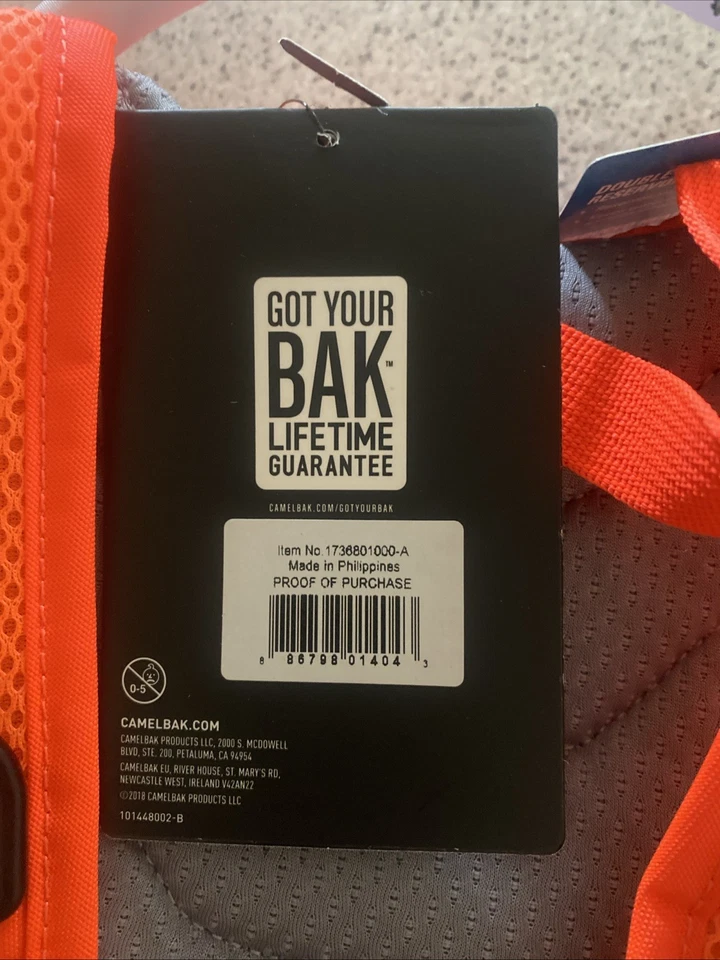 GOT YOUR
BAK™
LIFETIME
GUARANTEE
CAMELBAK.COM/GOTYOURBAK
Item No.1736801000-A
Made in Philippines
PROOF OF PURCHASE
8 86798 01404 3
0-5
CAMELBAK.COM
CAMELBAK PRODUCTS LLC, 2000 S. MCDOWELL
BLVD, STE. 200, PETALUMA, CA 94954
CAMELBAK EU, RIVER HOUSE, ST. MARY'S RD,
NEWCASTLE WEST, IRELAND V42AN22
©2018 CAMELBAK PRODUCTS LLC
101448002-B
DOUBLE